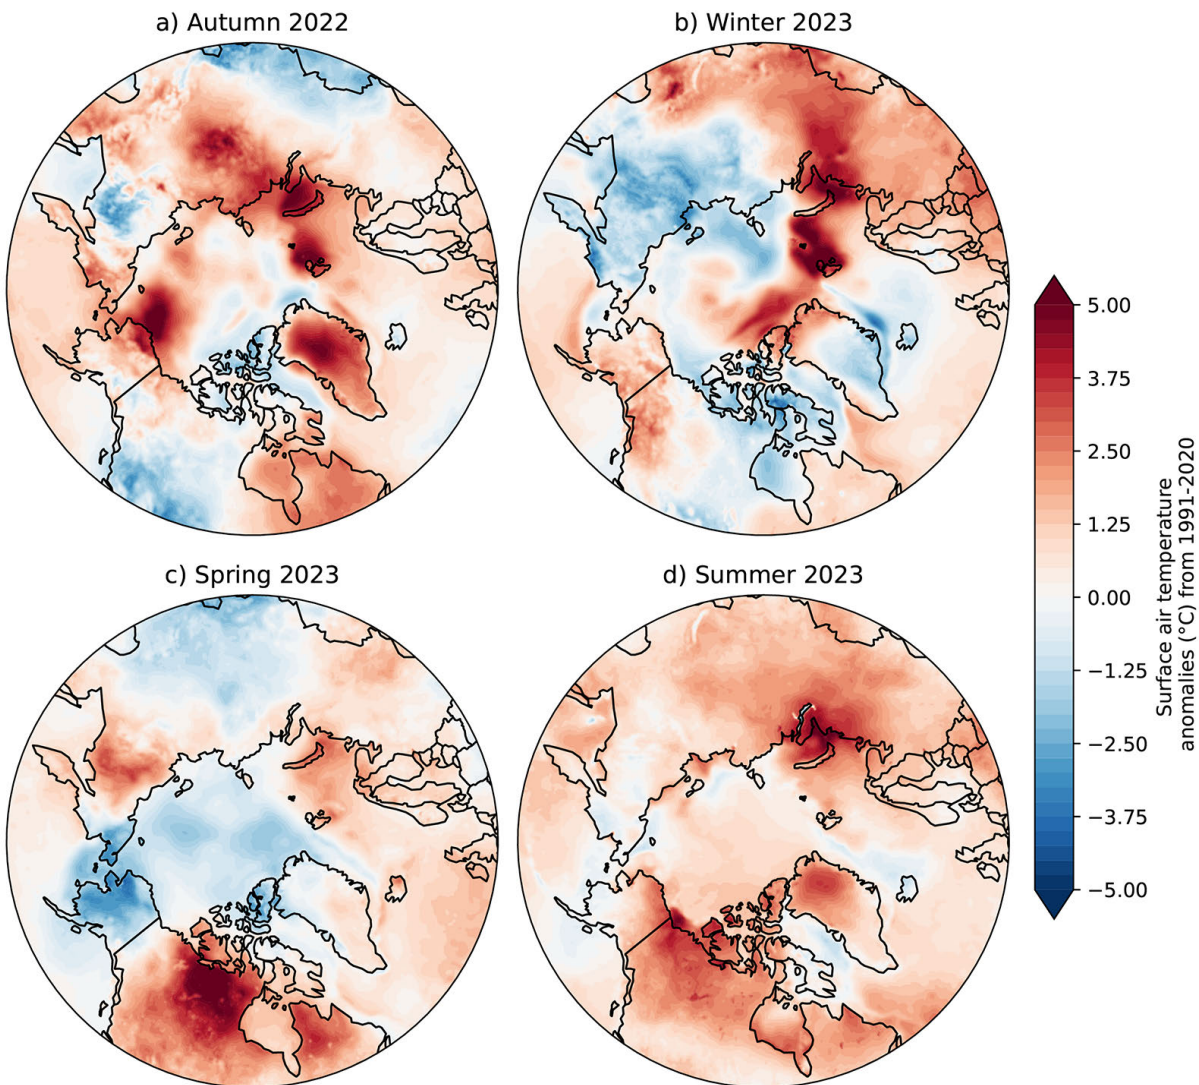 a) Autumn 2022
b) Winter 2023
c) Spring 2023
d) Summer 2023
5.00
3.75
2.50
1.25
0.00
−1.25
−2.50
−3.75
−5.00
Surface air temperature
anomalies (°C) from 1991-2020